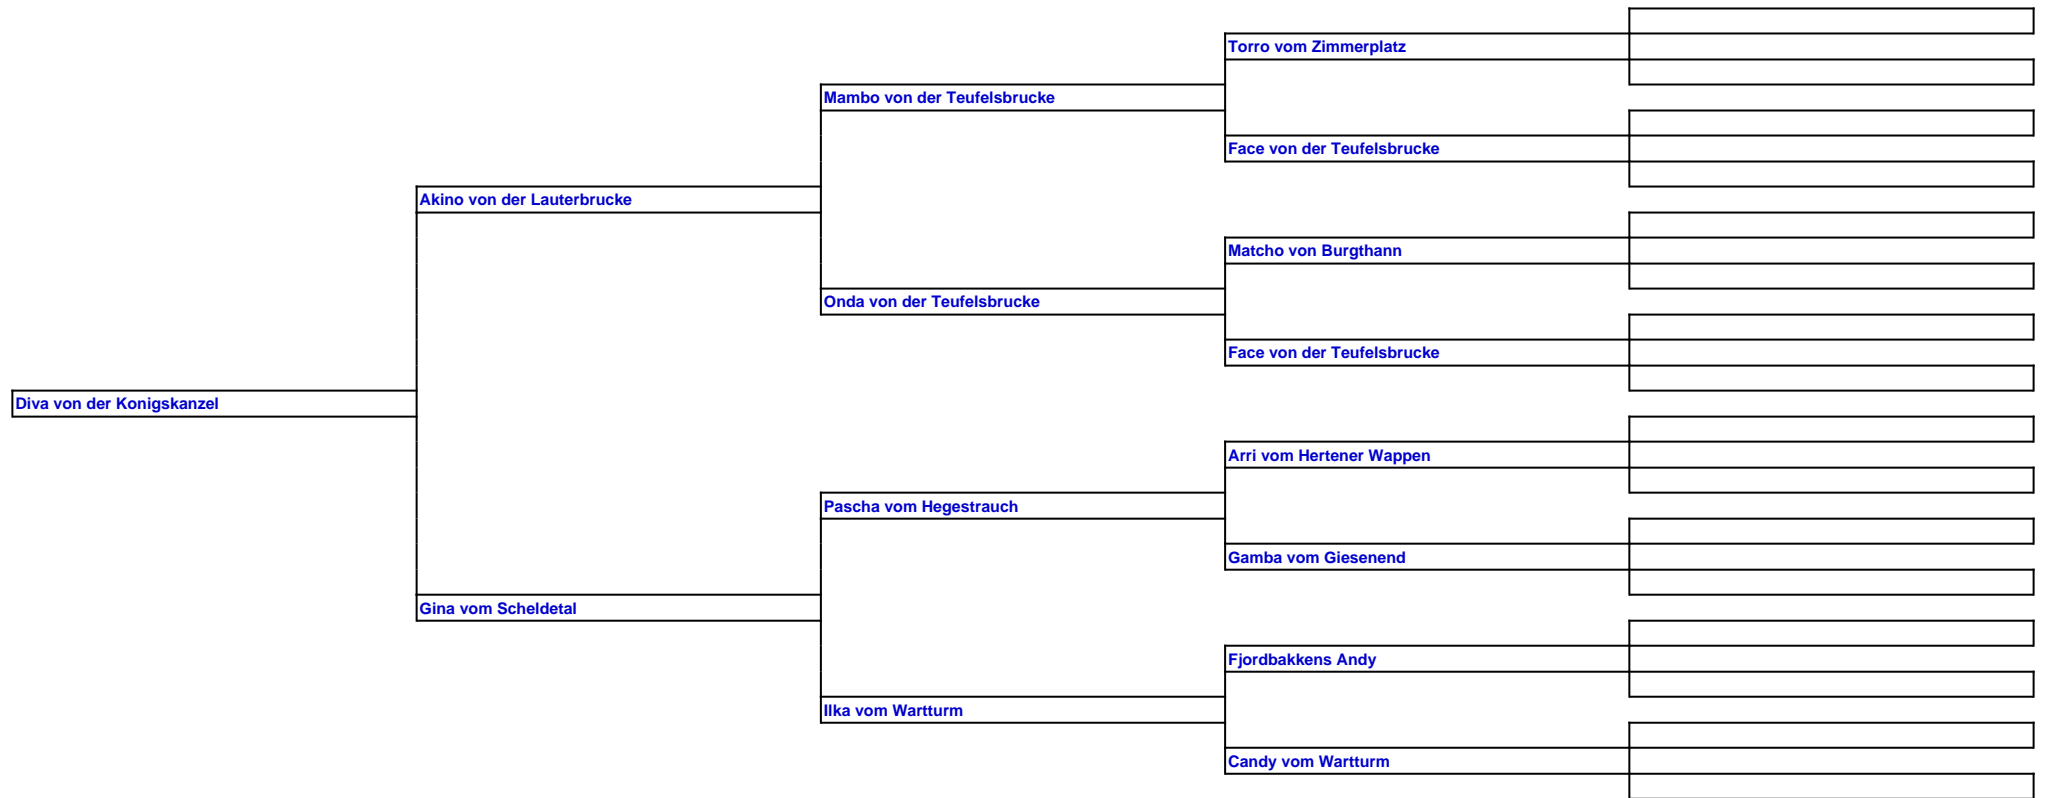 Torro vom Zimmerplatz
Mambo von der Teufelsbrucke
Face von der Teufelsbrucke
Akino von der Lauterbrucke
Matcho von Burgthann
Onda von der Teufelsbrucke
Face von der Teufelsbrucke
Diva von der Konigskanzel
Arri vom Hertener Wappen
Pascha vom Hegestrauch
Gamba vom Giesenend
Gina vom Scheldetal
Fjordbakkens Andy
Ilka vom Wartturm
Candy vom Wartturm